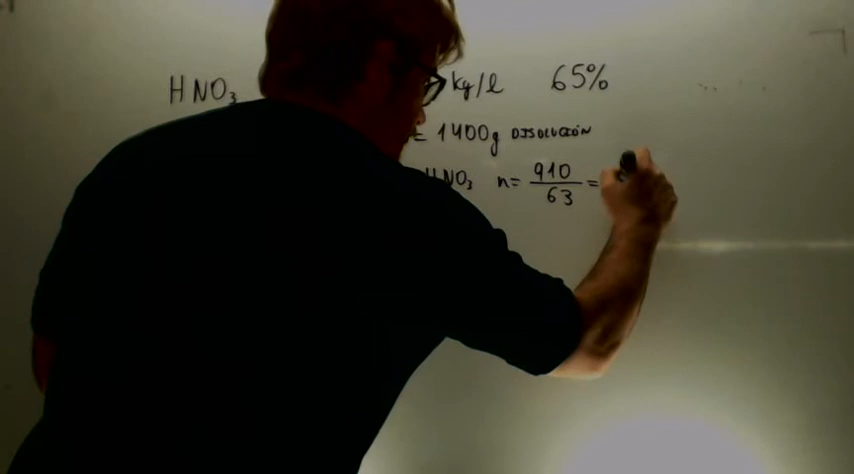 HNO₃ kg/l 65%
= 1400g DISOLUCIÓN
HNO₃ n= 910/63 =